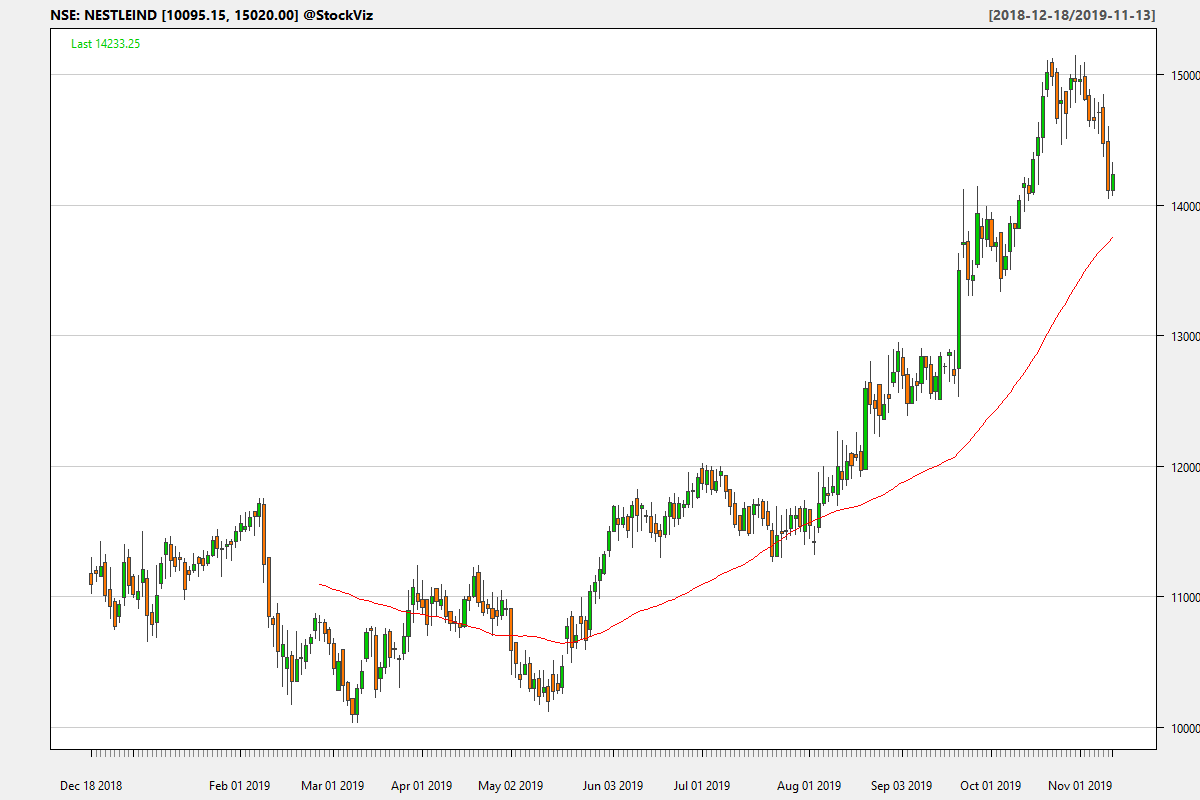 NSE: NESTLEIND [10095.15, 15020.00] @StockViz
[2018-12-18/2019-11-13]
Last 14233.25
15000
14000
13000
12000
11000
10000
Dec 18 2018
Feb 01 2019
Mar 01 2019
Apr 01 2019
May 02 2019
Jun 03 2019
Jul 01 2019
Aug 01 2019
Sep 03 2019
Oct 01 2019
Nov 01 2019